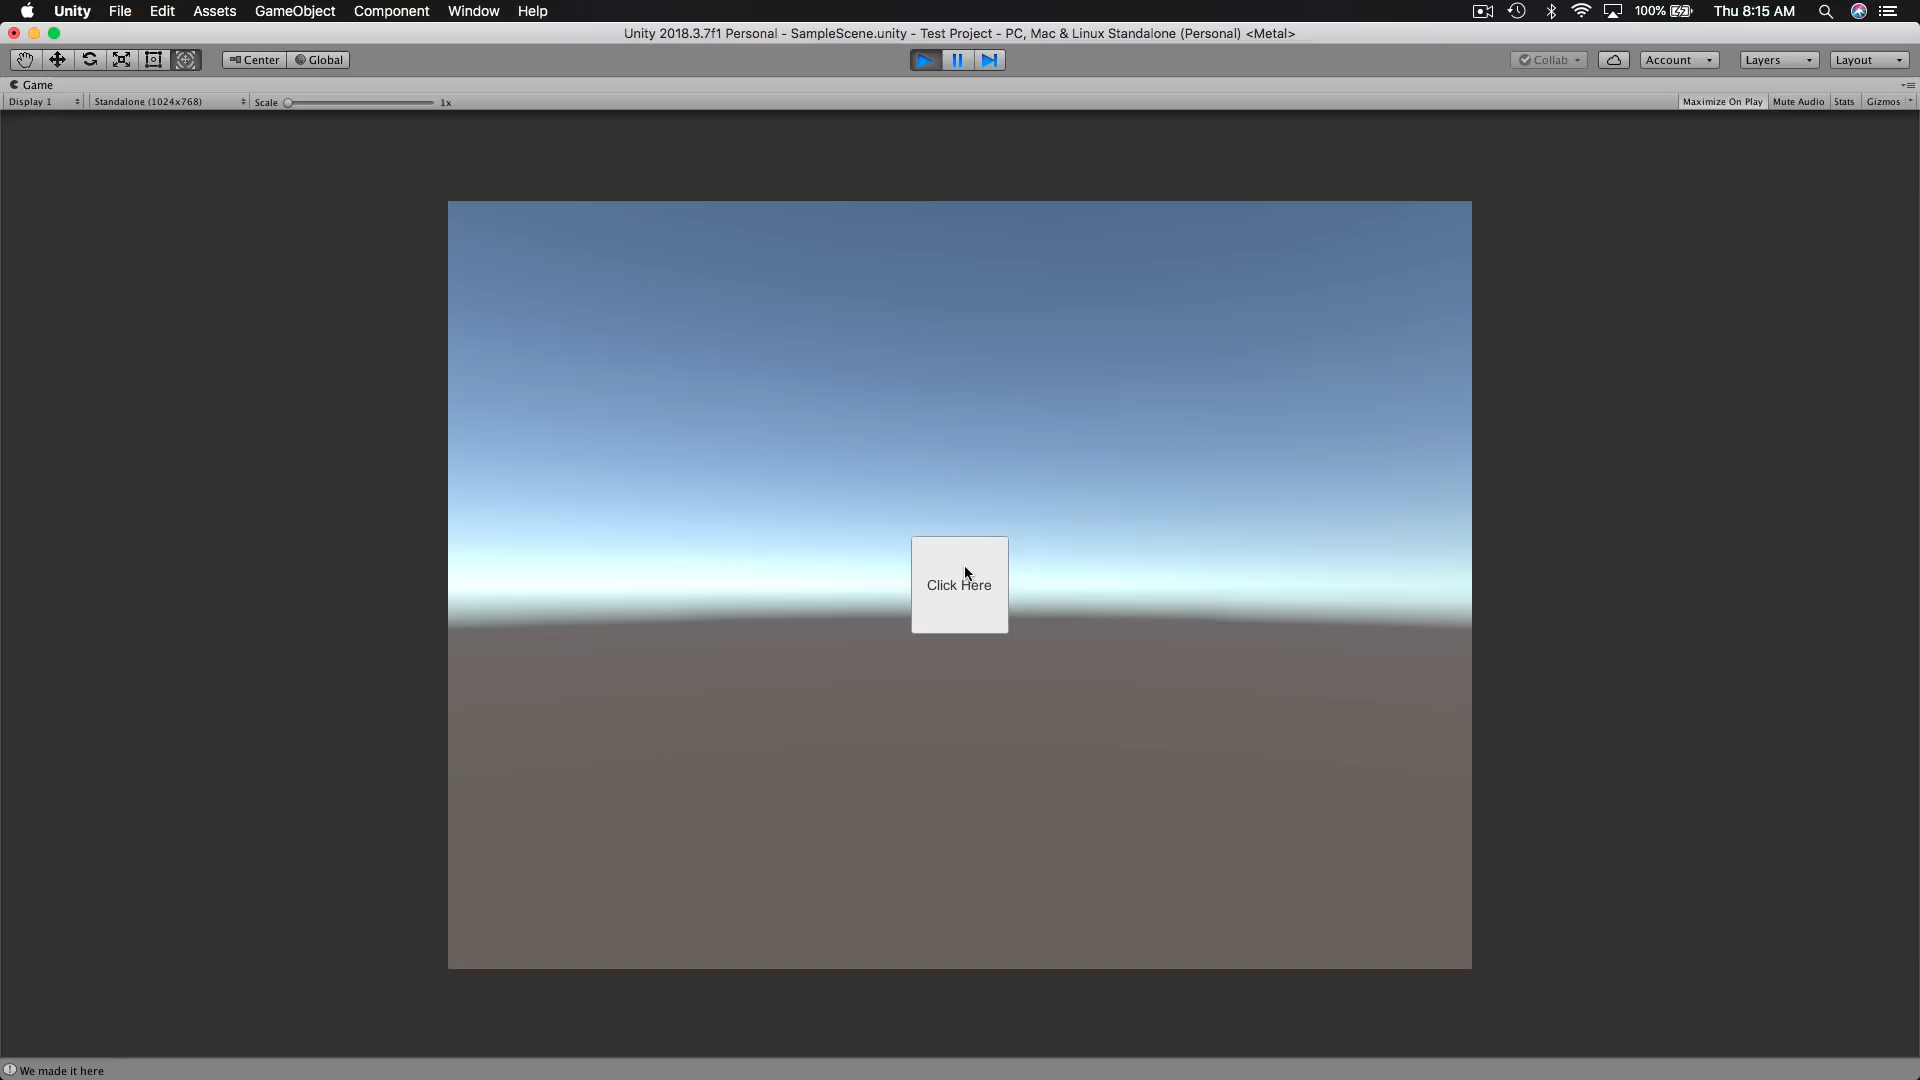 Unity File Edit Assets GameObject Component Window Help 100% Thu 8:15 AM
Unity 2018.3.7f1 Personal - SampleScene.unity - Test Project - PC, Mac & Linux Standalone (Personal) <Metal>
Center Global Collab Account Layers Layout
Game
Display 1 Standalone (1024x768) Scale 1x Maximize On Play Mute Audio Stats Gizmos
Click Here
We made it here